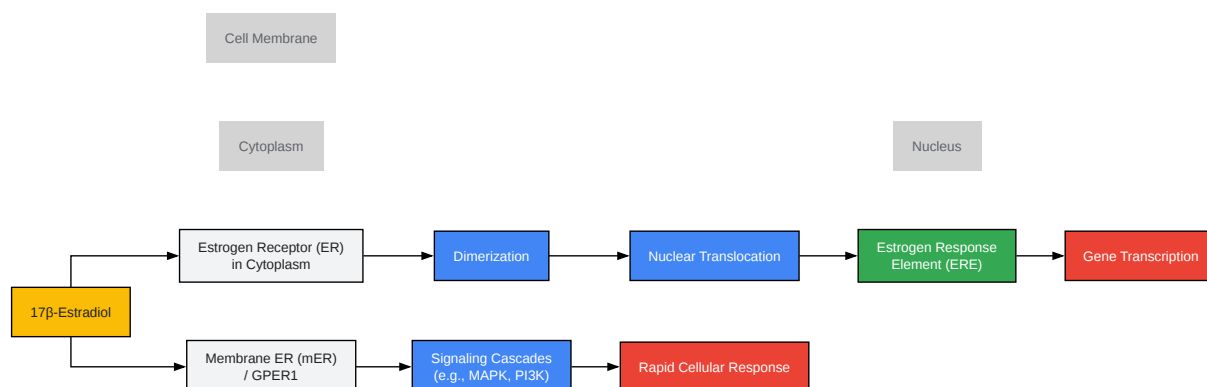 Cell Membrane
Cytoplasm
Nucleus
Estrogen Receptor (ER)
in Cytoplasm
Dimerization
Nuclear Translocation
Estrogen Response
Element (ERE)
Gene Transcription
17β-Estradiol
Membrane ER (mER)
/ GPER1
Signaling Cascades
(e.g., MAPK, PI3K)
Rapid Cellular Response